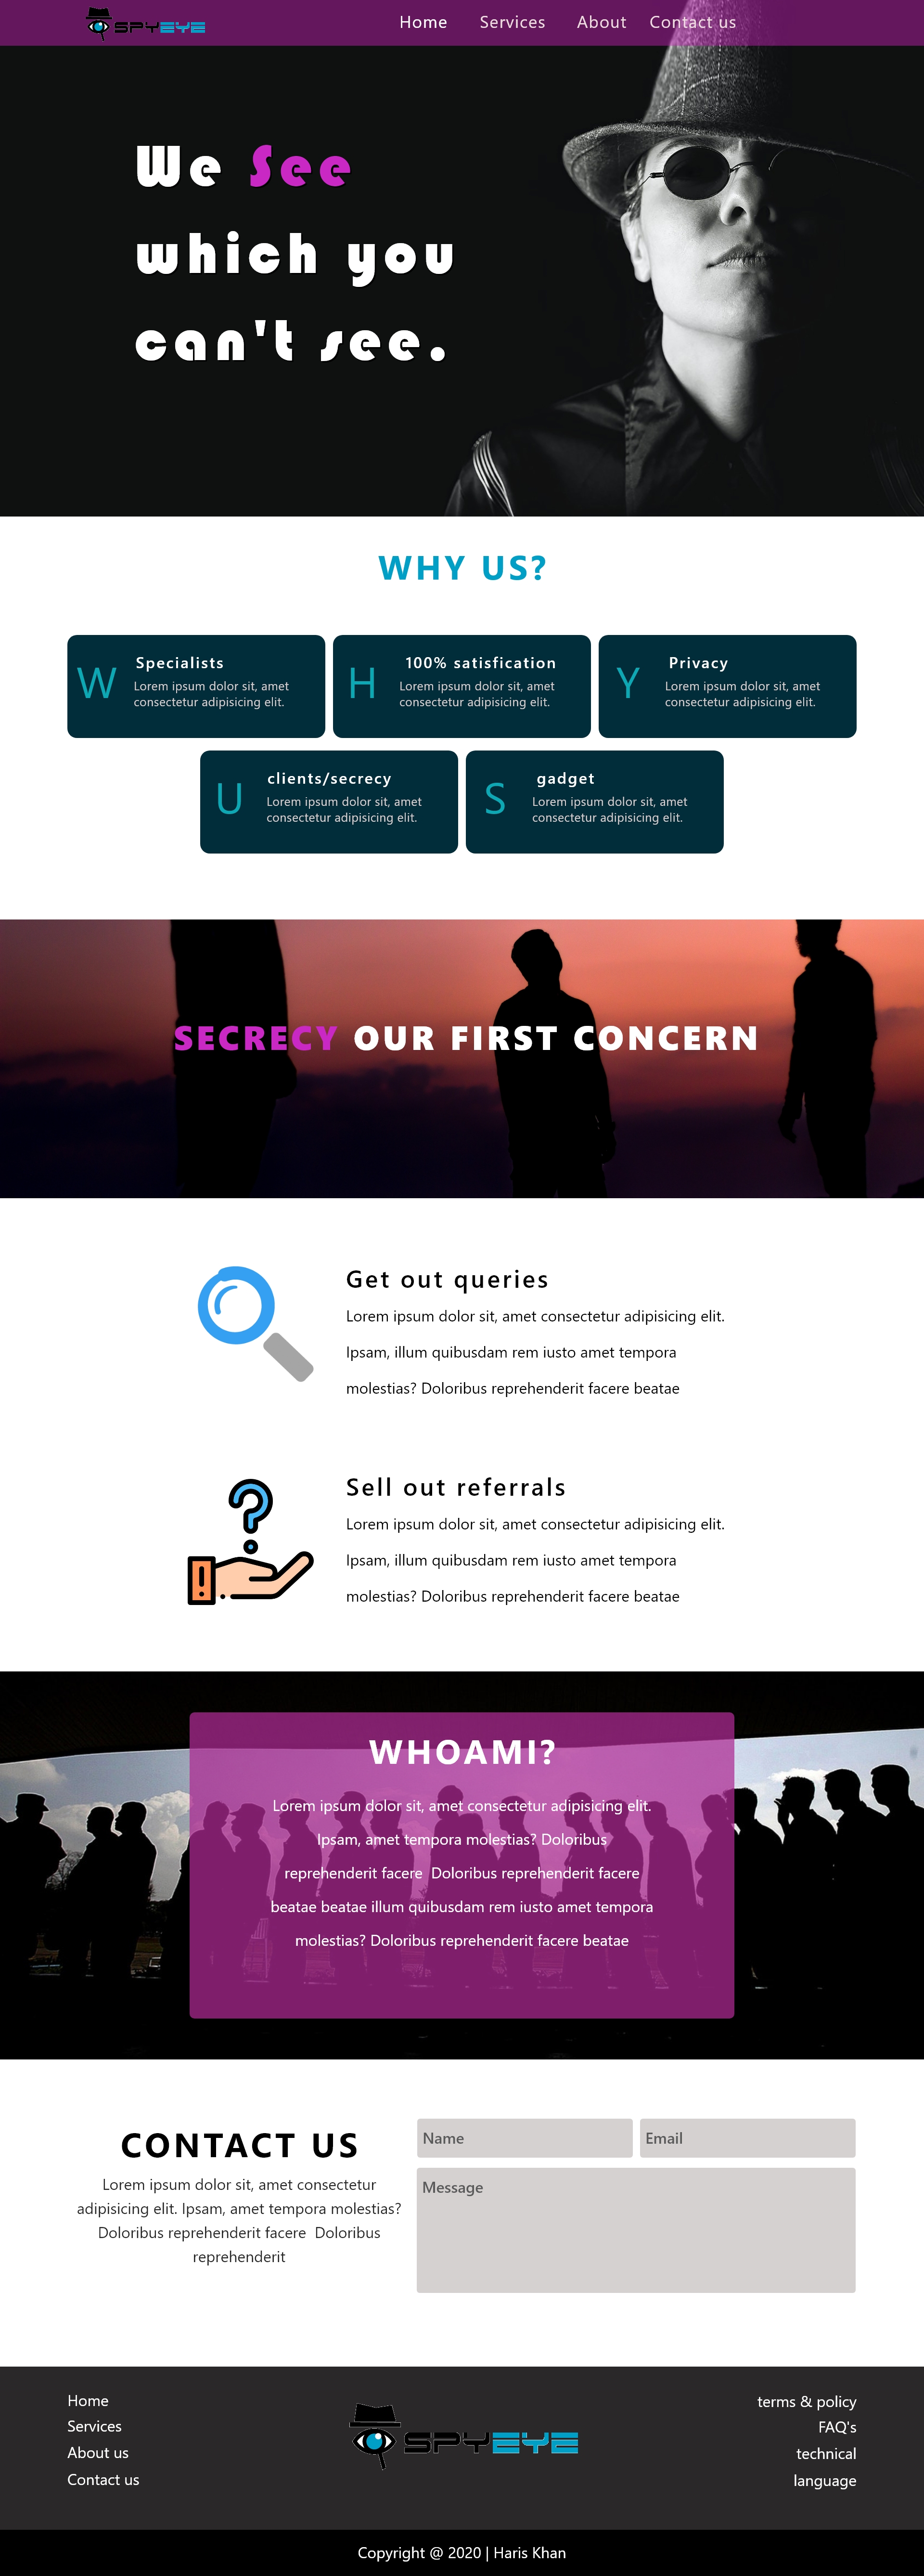 SPYEYE
Home Services About Contact us
We See
which you
can't see.
WHY US?
W
Specialists
Lorem ipsum dolor sit, amet
consectetur adipisicing elit.
H
100% satisfication
Lorem ipsum dolor sit, amet
consectetur adipisicing elit.
Y
Privacy
Lorem ipsum dolor sit, amet
consectetur adipisicing elit.
U
clients/secrecy
Lorem ipsum dolor sit, amet
consectetur adipisicing elit.
S
gadget
Lorem ipsum dolor sit, amet
consectetur adipisicing elit.
SECRECY OUR FIRST CONCERN
Get out queries
Lorem ipsum dolor sit, amet consectetur adipisicing elit.
Ipsam, illum quibusdam rem iusto amet tempora
molestias? Doloribus reprehenderit facere beatae
Sell out referrals
Lorem ipsum dolor sit, amet consectetur adipisicing elit.
Ipsam, illum quibusdam rem iusto amet tempora
molestias? Doloribus reprehenderit facere beatae
WHOAMI?
Lorem ipsum dolor sit, amet consectetur adipisicing elit.
Ipsam, amet tempora molestias? Doloribus
reprehenderit facere Doloribus reprehenderit facere
beatae beatae illum quibusdam rem iusto amet tempora
molestias? Doloribus reprehenderit facere beatae
CONTACT US
Lorem ipsum dolor sit, amet consectetur
adipisicing elit. Ipsam, amet tempora molestias?
Doloribus reprehenderit facere Doloribus
reprehenderit
Name
Email
Message
Home
Services
About us
Contact us
SPYEYE
terms & policy
FAQ's
technical
language
Copyright @ 2020 | Haris Khan